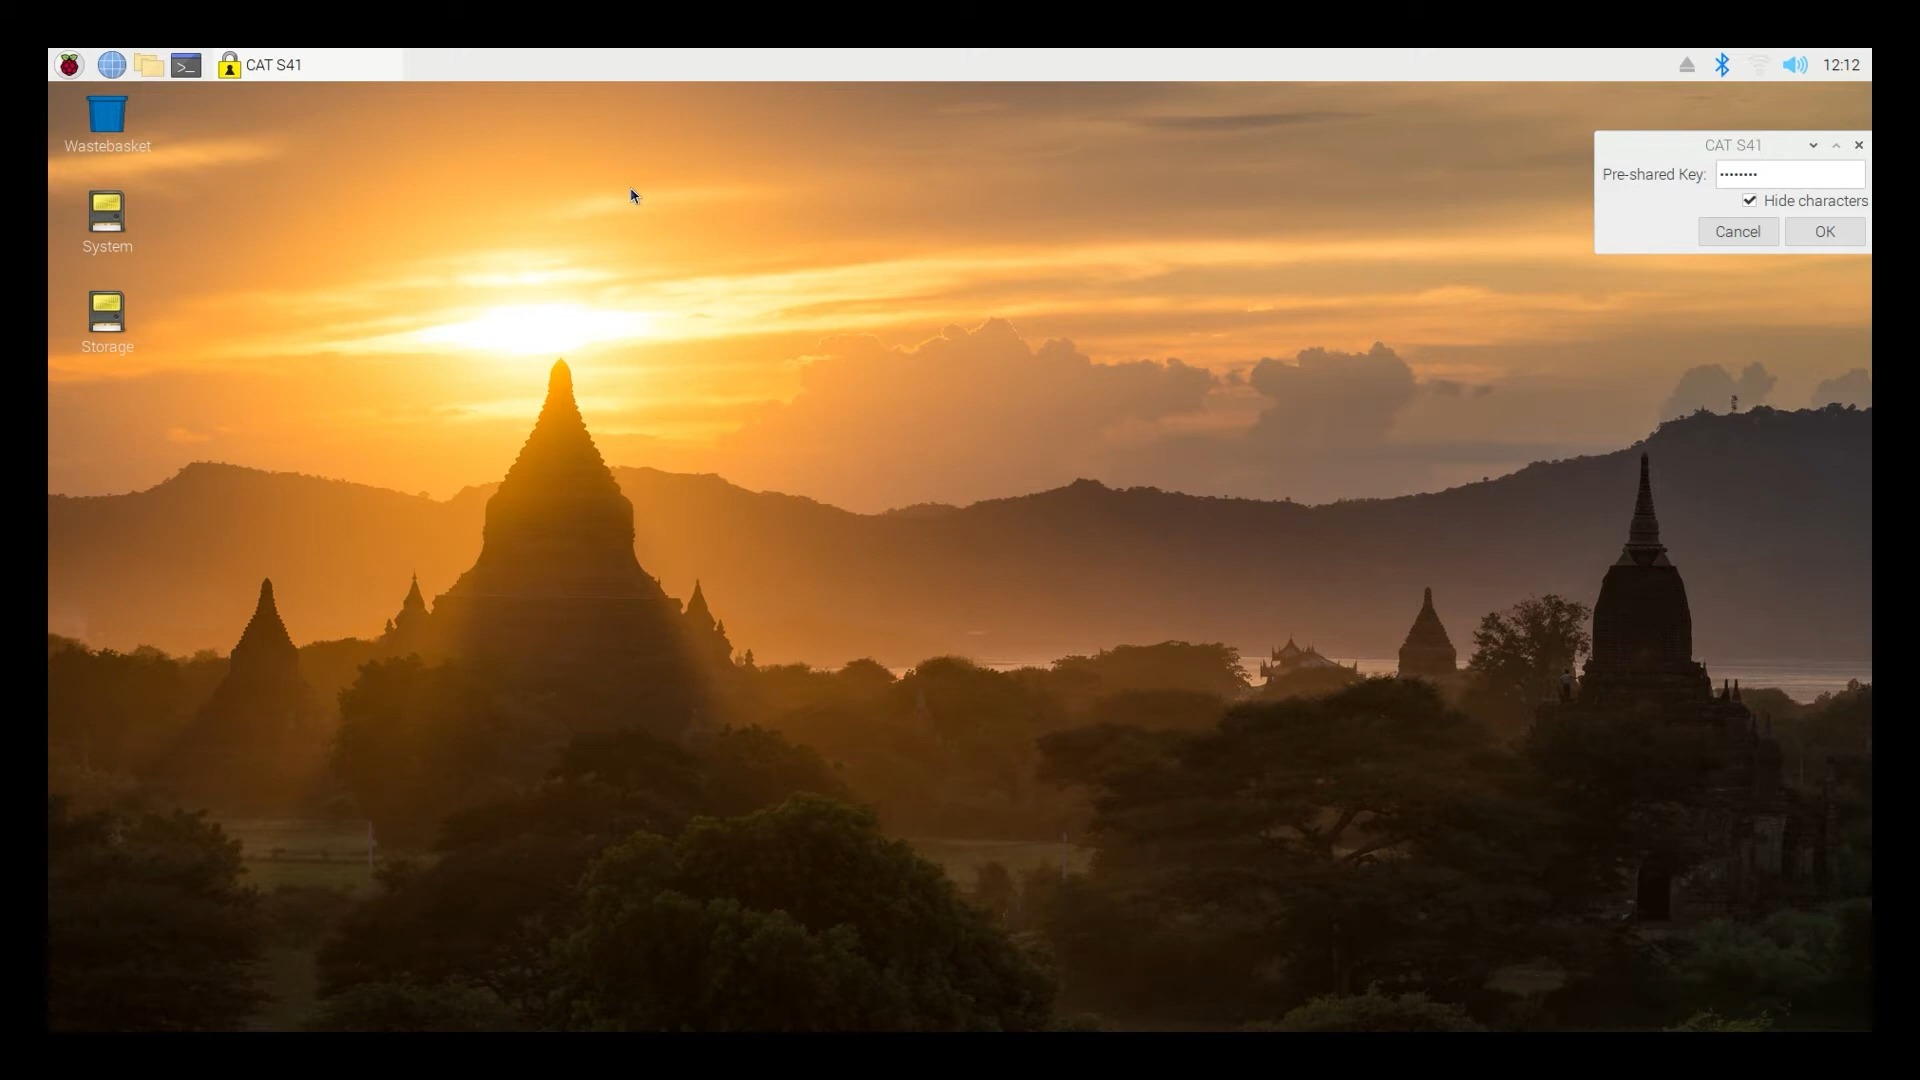 CAT S41
12:12
Wastebasket
System
Storage
CAT S41
Pre-shared Key: ••••••••
Hide characters
Cancel OK